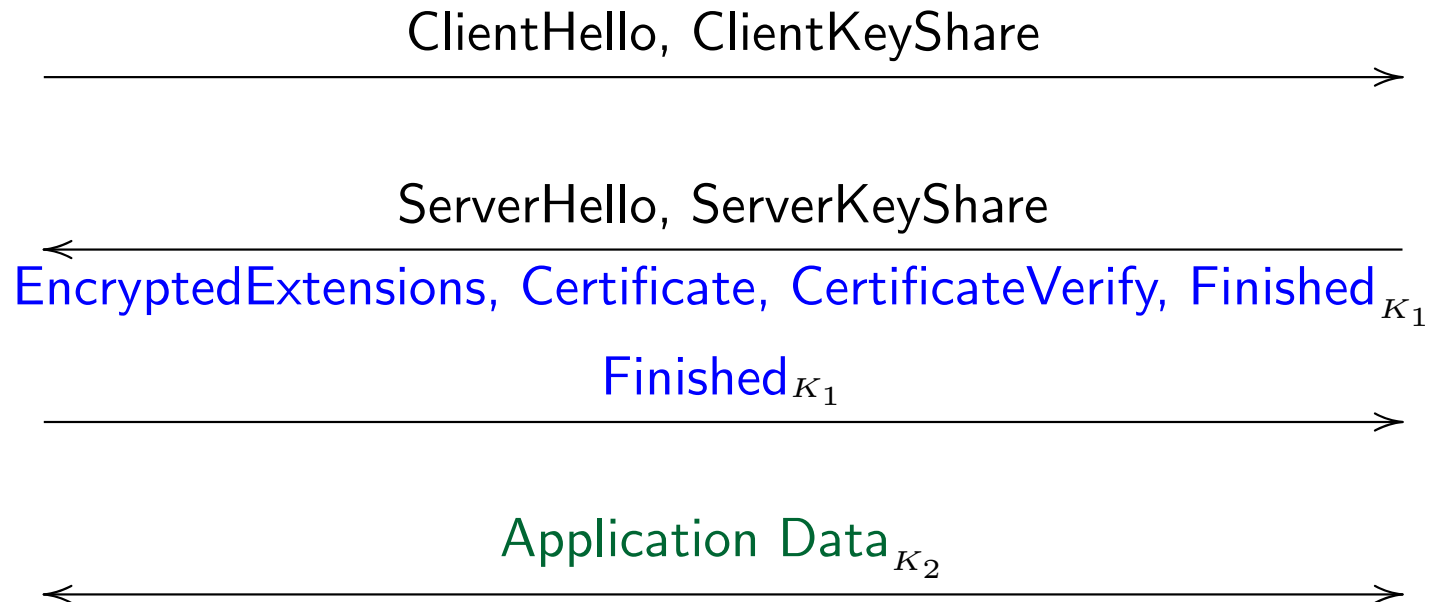 ClientHello, ClientKeyShare
ServerHello, ServerKeyShare
EncryptedExtensions, Certificate, CertificateVerify, Finished K₁
Finished K₁
Application Data K₂